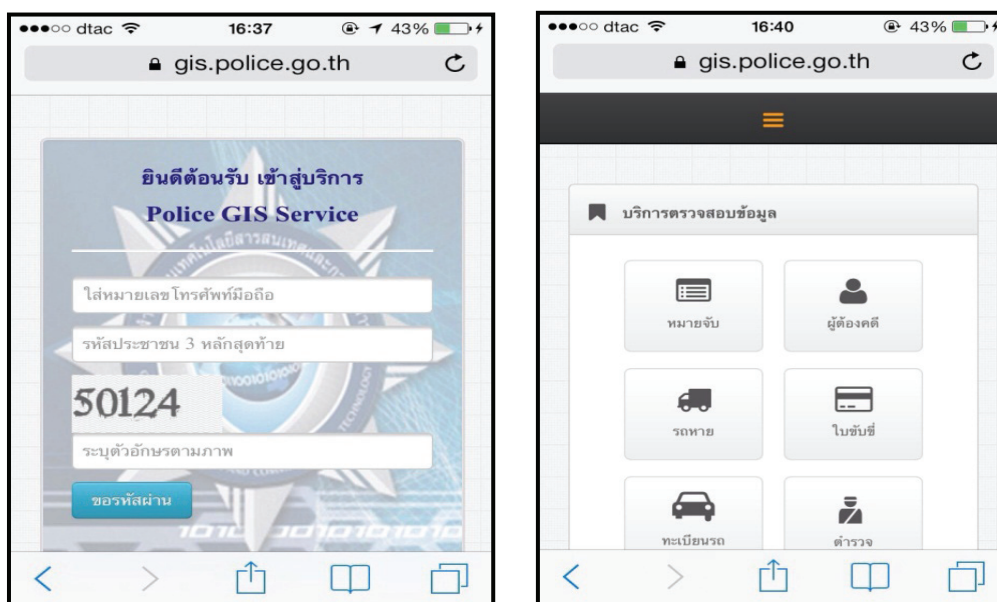 dtac 16:37 43%
gis.police.go.th
ยินดีต้อนรับ เข้าสู่บริการ
Police GIS Service
ใส่หมายเลขโทรศัพท์มือถือ
รหัสประชาชน 3 หลักสุดท้าย
50124
TECHNOLOGY
ระบุตัวอักษรตามภาพ
ขอรหัสผ่าน
dtac 16:40 43%
gis.police.go.th
บริการตรวจสอบข้อมูล
หมายจับ
ผู้ต้องคดี
รถหาย
ใบขับขี่
ทะเบียนรถ
ตำรวจ